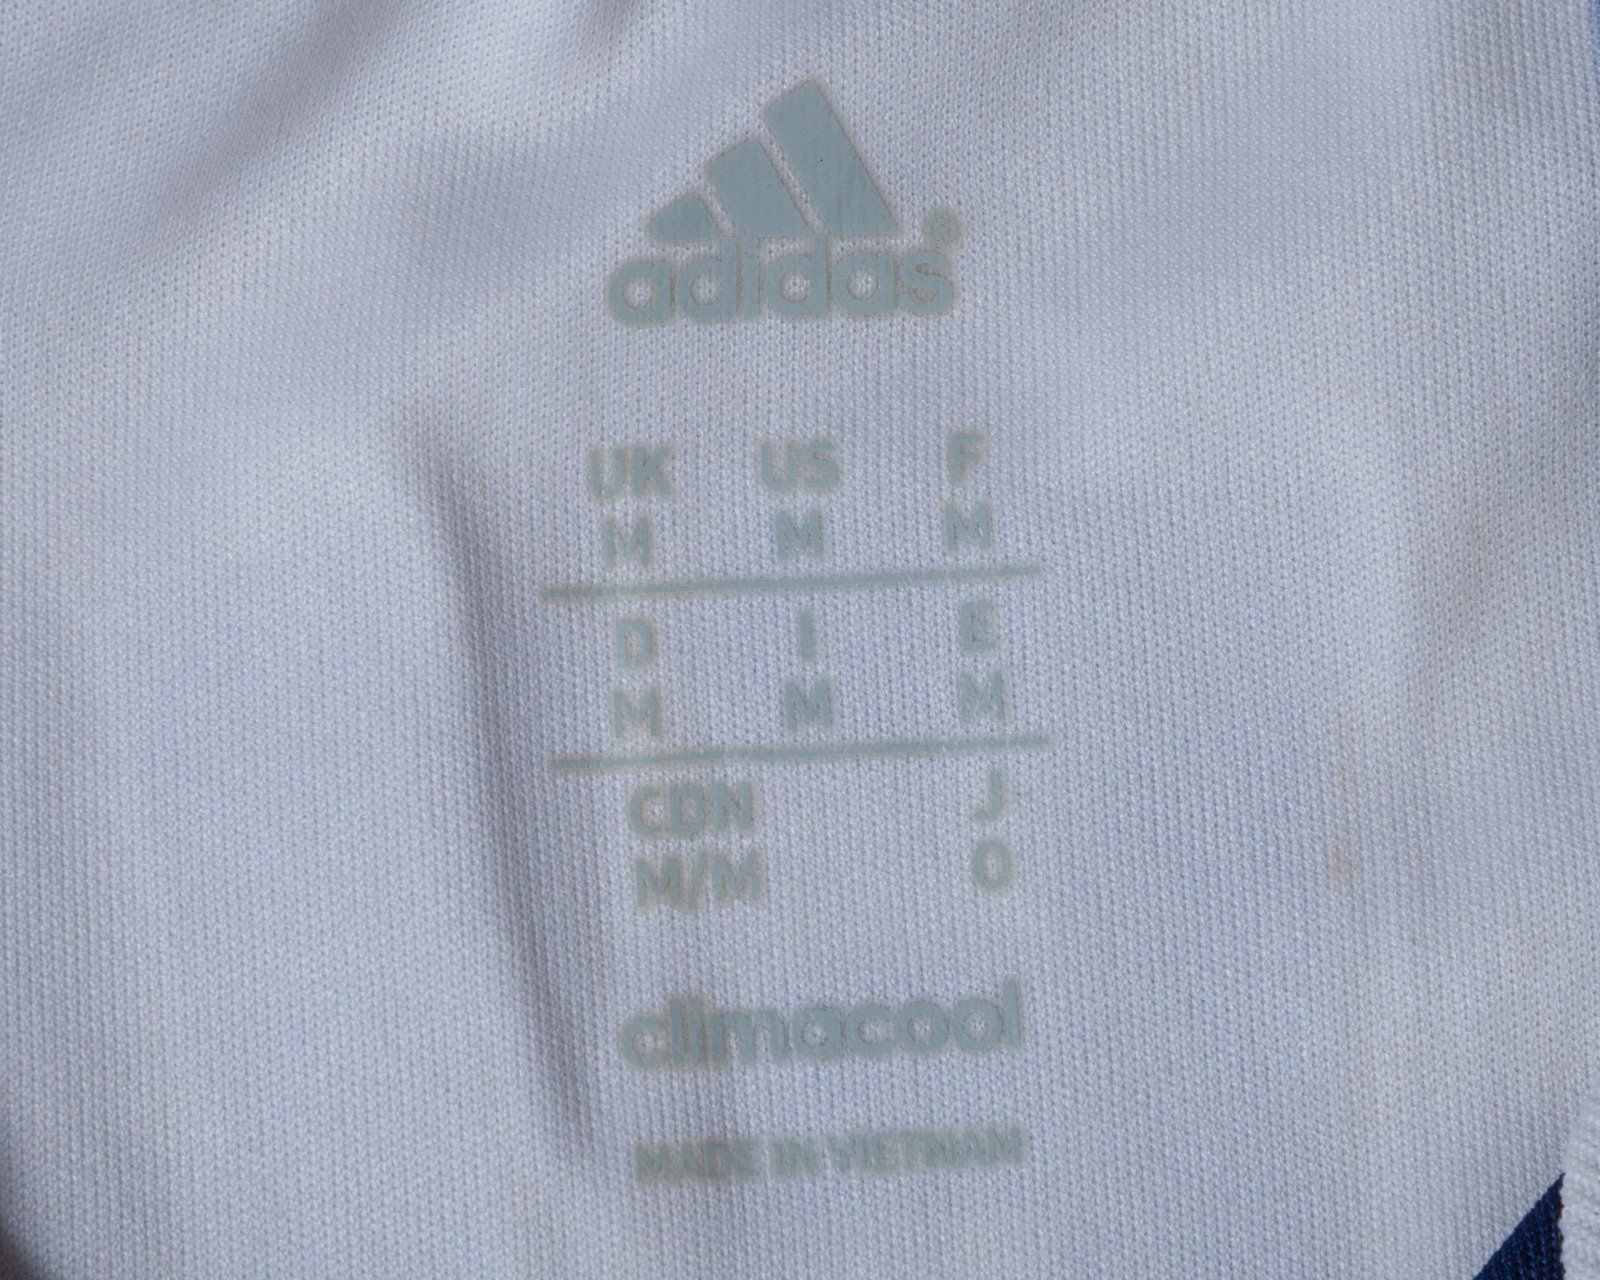 adidas®
UK US F
M M M
D I E
M M M
CDN J
M/M O
climacool
MADE IN VIETNAM